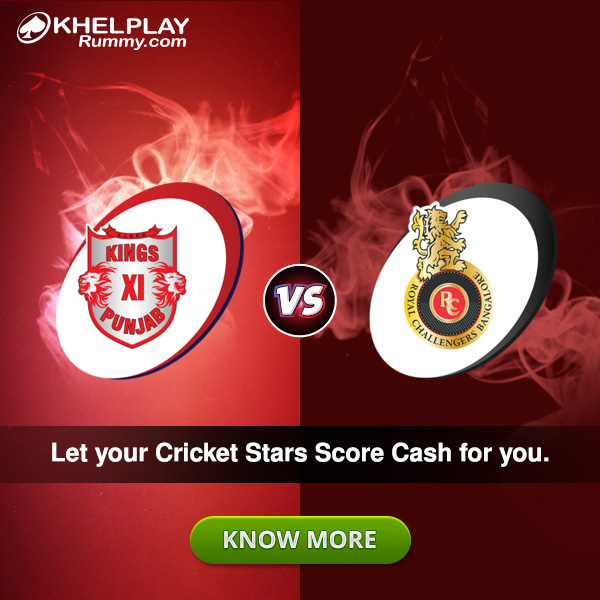 KHELPLAY
Rummy.com
KINGS
XI
PUNJAB
VS
RC
ROYAL CHALLENGERS BANGALORE
Let your Cricket Stars Score Cash for you.
KNOW MORE